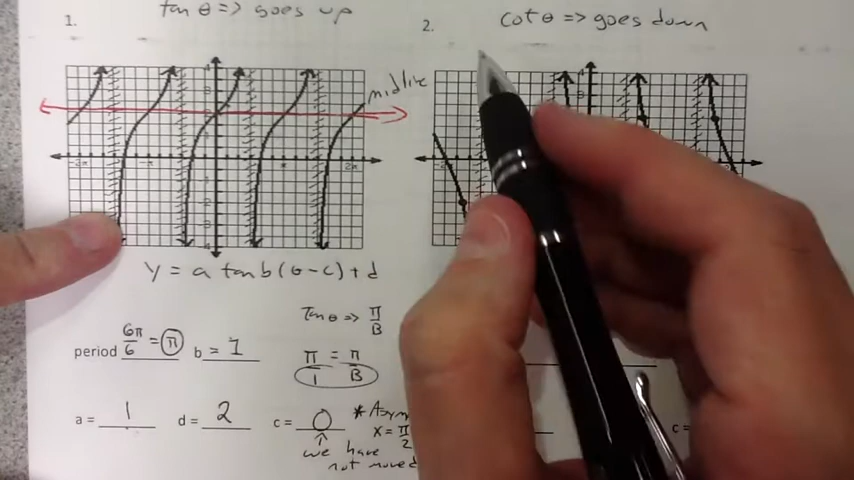 1.
tan θ => goes up
2.
cot θ => goes down
midline
y = a tan b (θ - c) + d
Tan θ => π/B
period 6π/6 = π b = 1
π/1 = π/B
a = 1 d = 2 c = 0
x = π/2
we have
not moved
c =